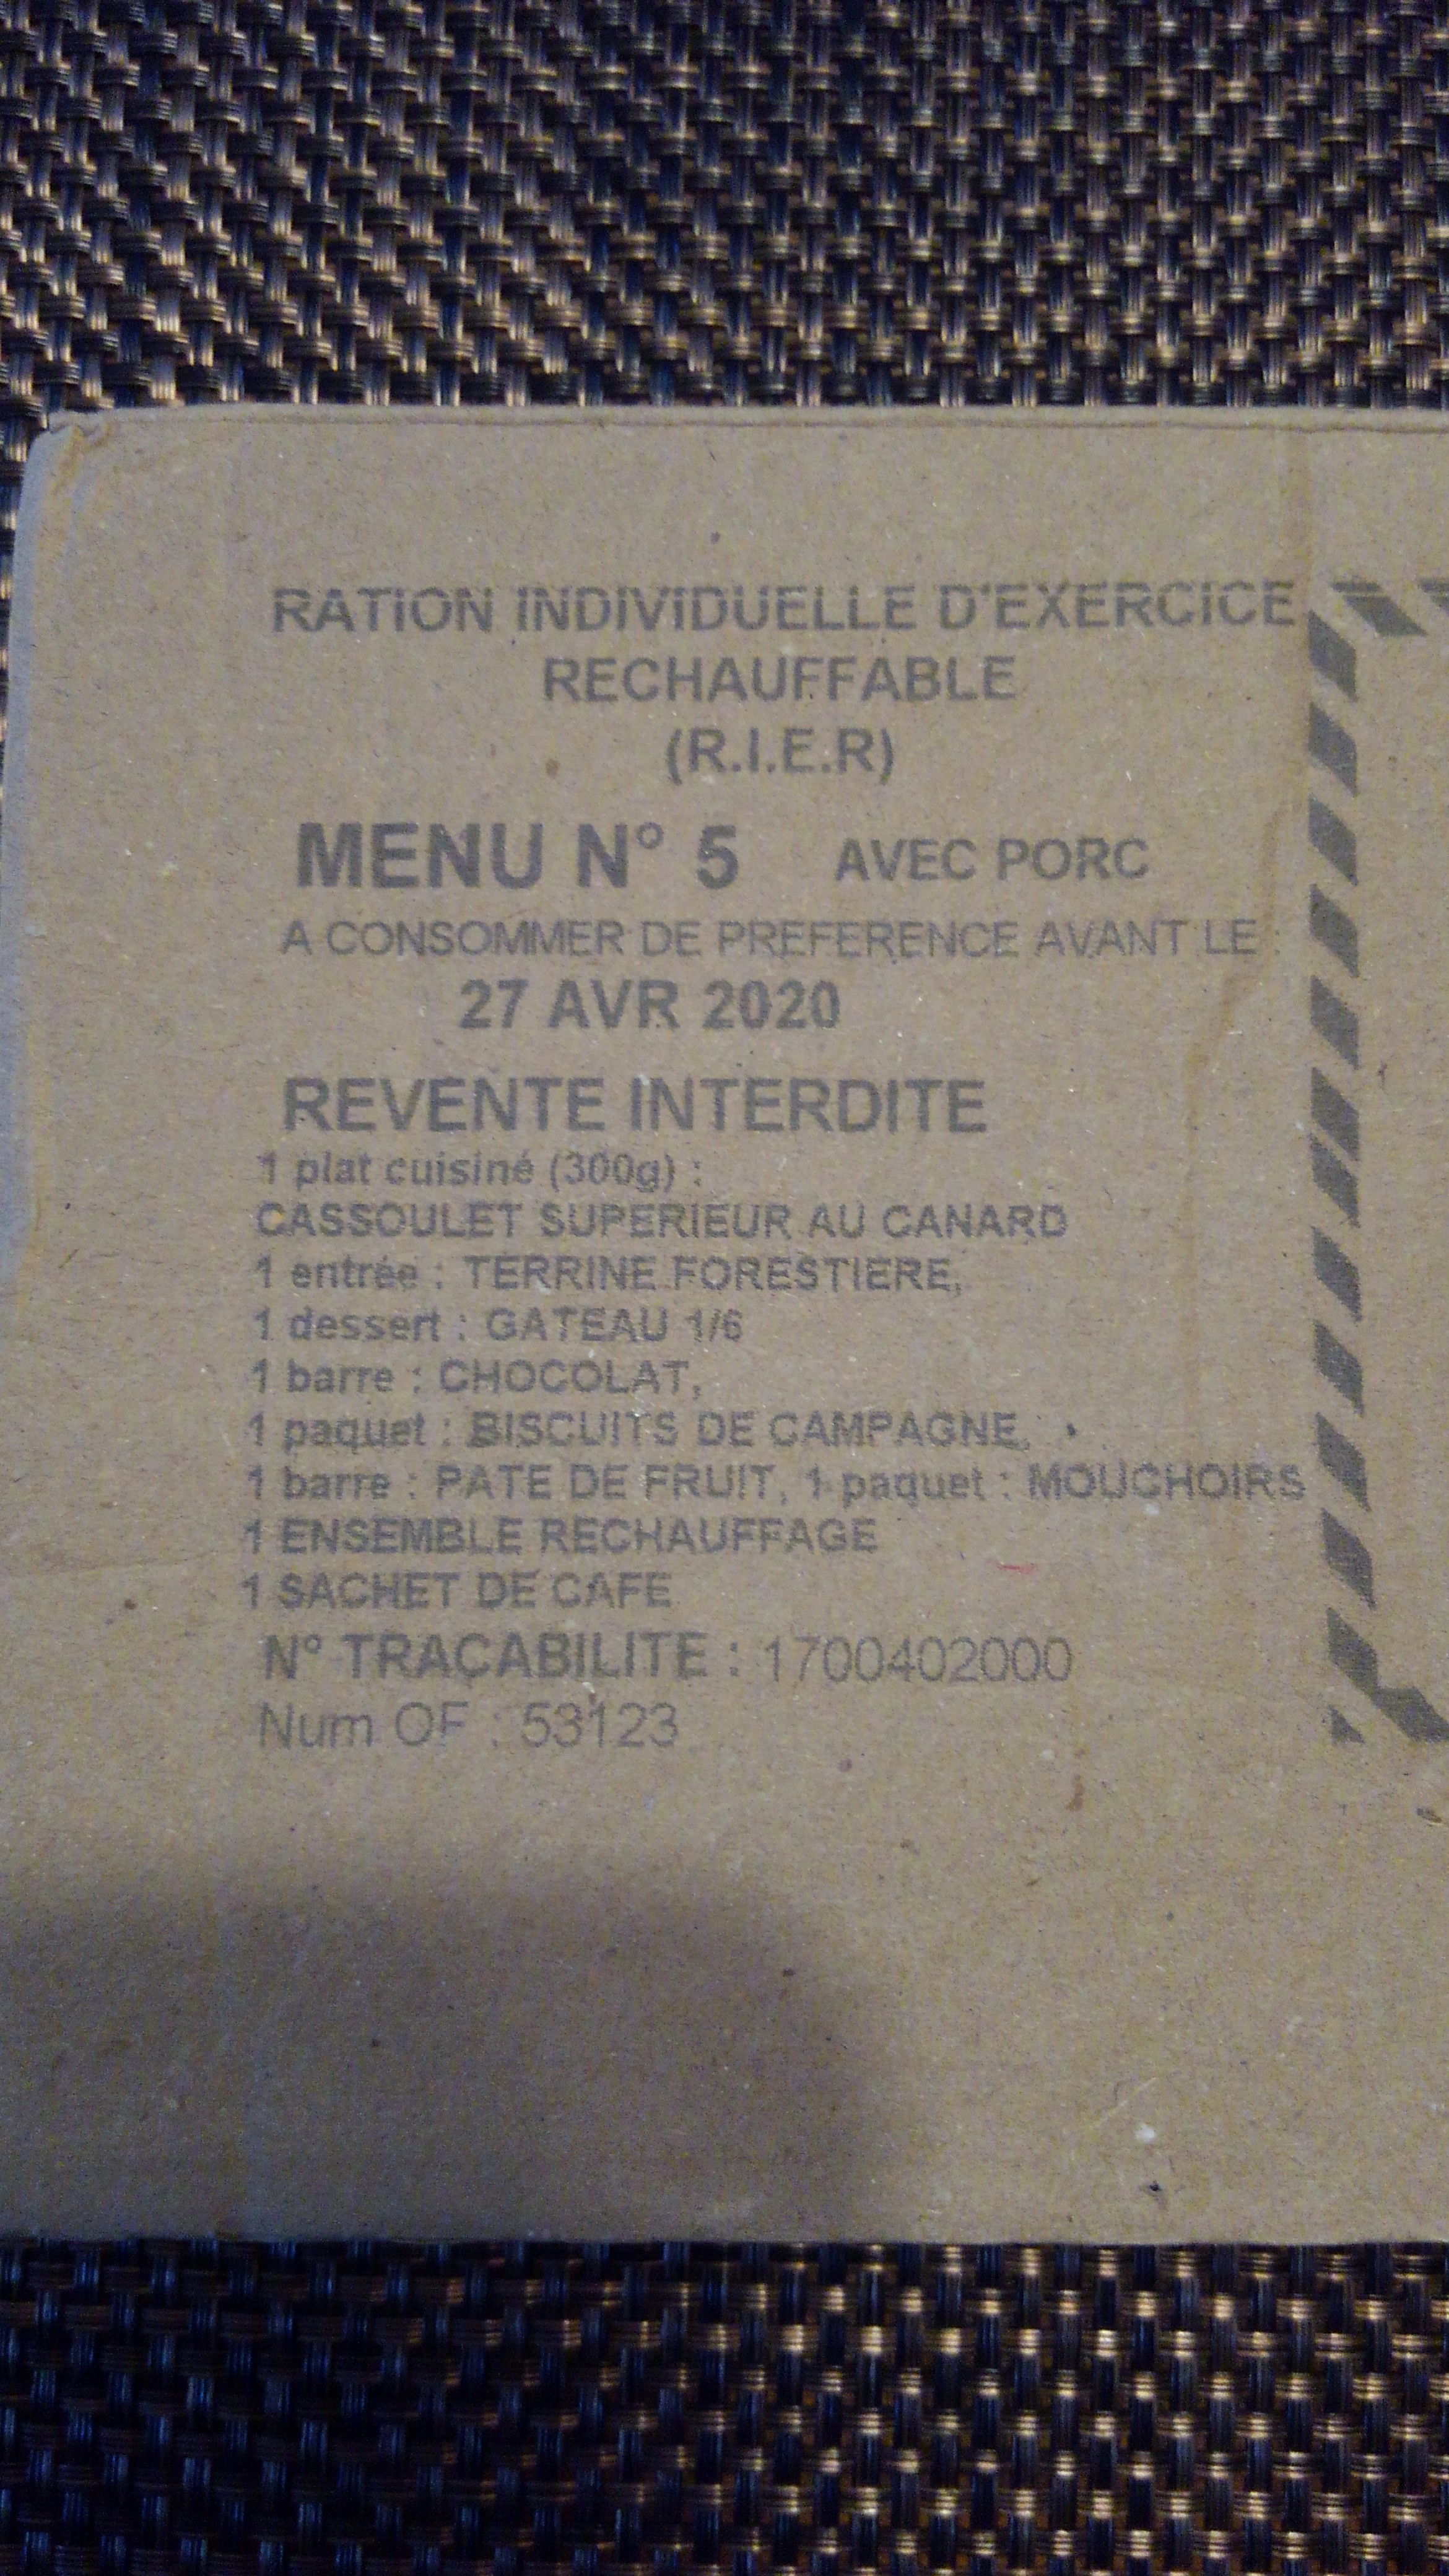 RATION INDIVIDUELLE D'EXERCICE
RECHAUFFABLE
(R.I.E.R)
MENU N° 5 AVEC PORC
A CONSOMMER DE PREFERENCE AVANT LE :
27 AVR 2020
REVENTE INTERDITE
1 plat cuisiné (300g) :
CASSOULET SUPERIEUR AU CANARD
1 entrée : TERRINE FORESTIERE,
1 dessert : GATEAU 1/6
1 barre : CHOCOLAT,
1 paquet : BISCUITS DE CAMPAGNE,
1 barre : PATE DE FRUIT, 1 paquet : MOUCHOIRS
1 ENSEMBLE RECHAUFFAGE
1 SACHET DE CAFE
N° TRAÇABILITE : 1700402000
Num OF : 53123